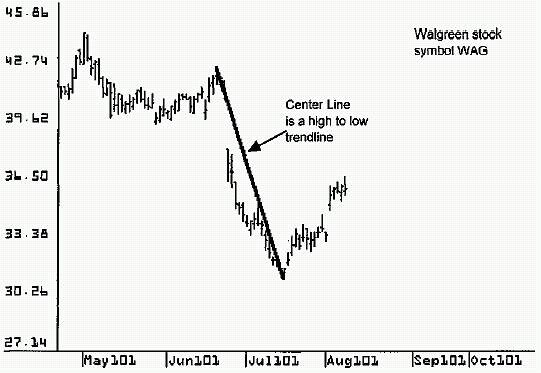 45.86
42.74
39.62
36.50
33.38
30.26
27.14
Walgreen stock
symbol WAG
Center Line
is a high to low
trendline
May101 Jun101 Jul101 Aug101 Sep101 Oct101